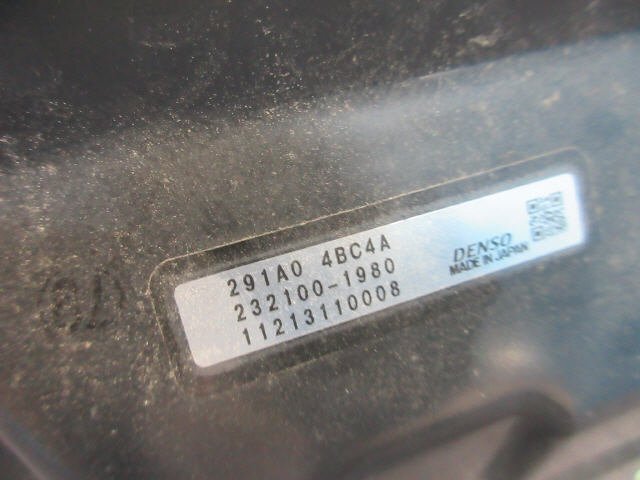 291A0 4BC4A
232100-1980
11213110008
DENSO
MADE IN JAPAN